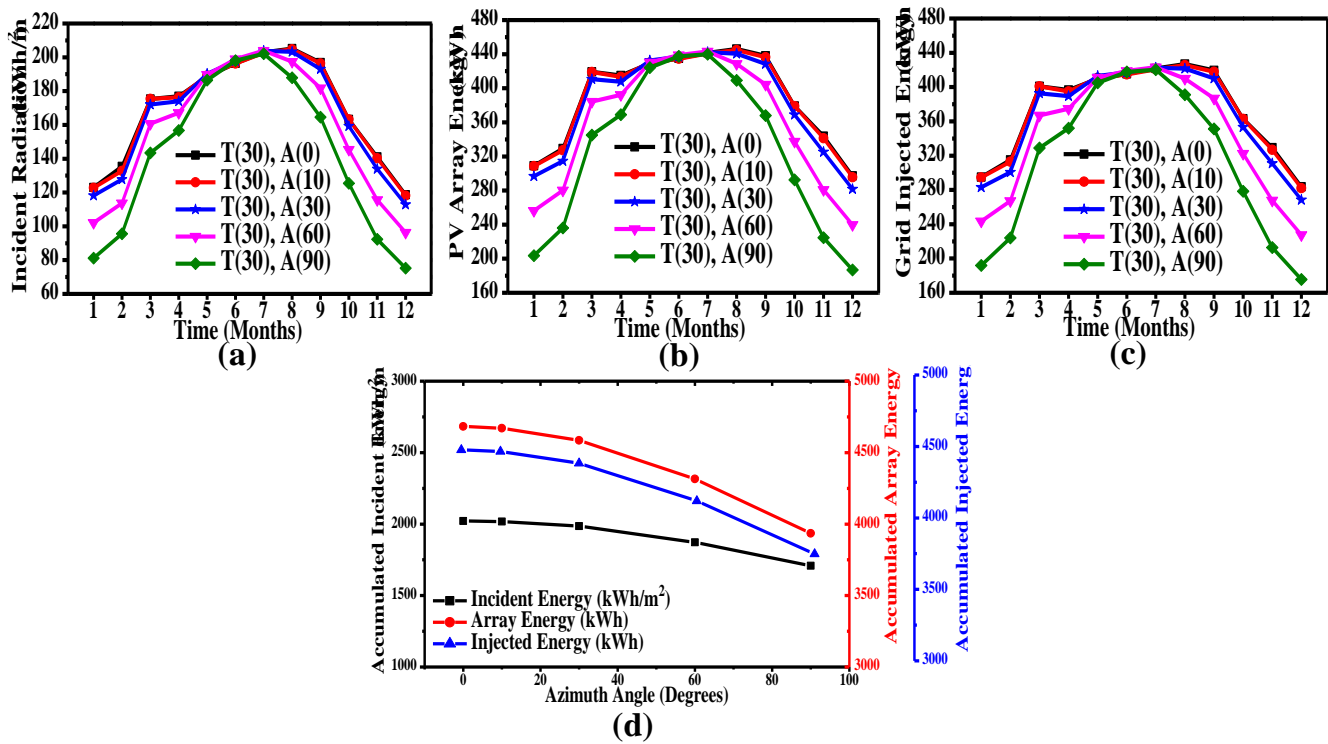 Incident Radiation
220
200
180
160
140
120
100
80
60
T(30), A(0)
T(30), A(10)
T(30), A(30)
T(30), A(60)
T(30), A(90)
1 2 3 4 5 6 7 8 9 10 11 12
Time (Months)
(a)
PV Array Energy
480
440
400
360
320
280
240
200
160
T(30), A(0)
T(30), A(10)
T(30), A(30)
T(30), A(60)
T(30), A(90)
1 2 3 4 5 6 7 8 9 10 11 12
Time (Months)
(b)
Grid Injected Energy
480
440
400
360
320
280
240
200
160
T(30), A(0)
T(30), A(10)
T(30), A(30)
T(30), A(60)
T(30), A(90)
1 2 3 4 5 6 7 8 9 10 11 12
Time (Months)
(c)
Accumulated Incident Energy
3000
2500
2000
1500
1000
Incident Energy (kWh/m²)
Array Energy (kWh)
Injected Energy (kWh)
0 20 40 60 80 100
Azimuth Angle (Degrees)
5000
4500
4000
3500
3000
Accumulated Array Energy
5000
4500
4000
3500
3000
Accumulated Injected Energ
(d)